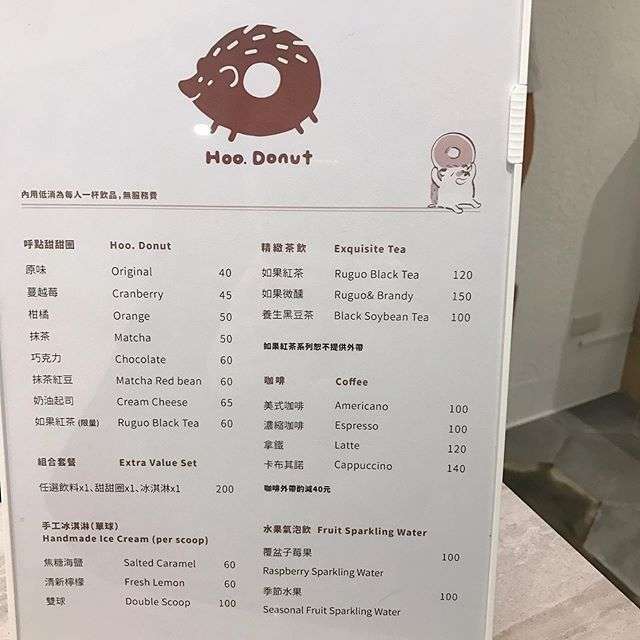 Hoo. Donut
內用低消為每人一杯飲品，無服務費
呼點甜甜圈 Hoo. Donut
原味 Original 40
蔓越莓 Cranberry 45
柑橘 Orange 50
抹茶 Matcha 50
巧克力 Chocolate 60
抹茶紅豆 Matcha Red bean 60
奶油起司 Cream Cheese 65
如果紅茶 (限量) Ruguo Black Tea 60
組合套餐 Extra Value Set
任選飲料x1、甜甜圈x1、冰淇淋x1 200
手工冰淇淋（單球）
Handmade Ice Cream (per scoop)
焦糖海鹽 Salted Caramel 60
清新檸檬 Fresh Lemon 60
雙球 Double Scoop 100
精緻茶飲 Exquisite Tea
如果紅茶 Ruguo Black Tea 120
如果微醺 Ruguo& Brandy 150
養生黑豆茶 Black Soybean Tea 100
如果紅茶系列恕不提供外帶
咖啡 Coffee
美式咖啡 Americano 100
濃縮咖啡 Espresso 100
拿鐵 Latte 120
卡布其諾 Cappuccino 140
咖啡外帶酌減40元
水果氣泡飲 Fruit Sparkling Water
覆盆子莓果 100
Raspberry Sparkling Water
季節水果 100
Seasonal Fruit Sparkling Water